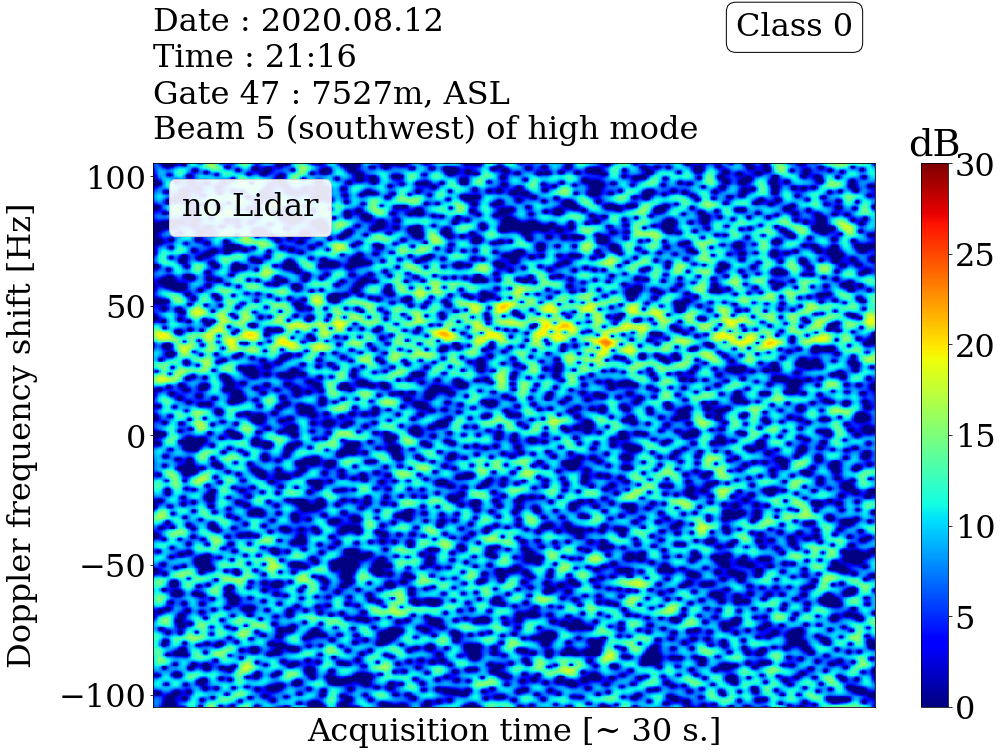 Date : 2020.08.12
Time : 21:16
Gate 47 : 7527m, ASL
Beam 5 (southwest) of high mode
Class 0
dB
no Lidar
Doppler frequency shift [Hz]
100
50
0
−50
−100
Acquisition time [~ 30 s.]
30
25
20
15
10
5
0